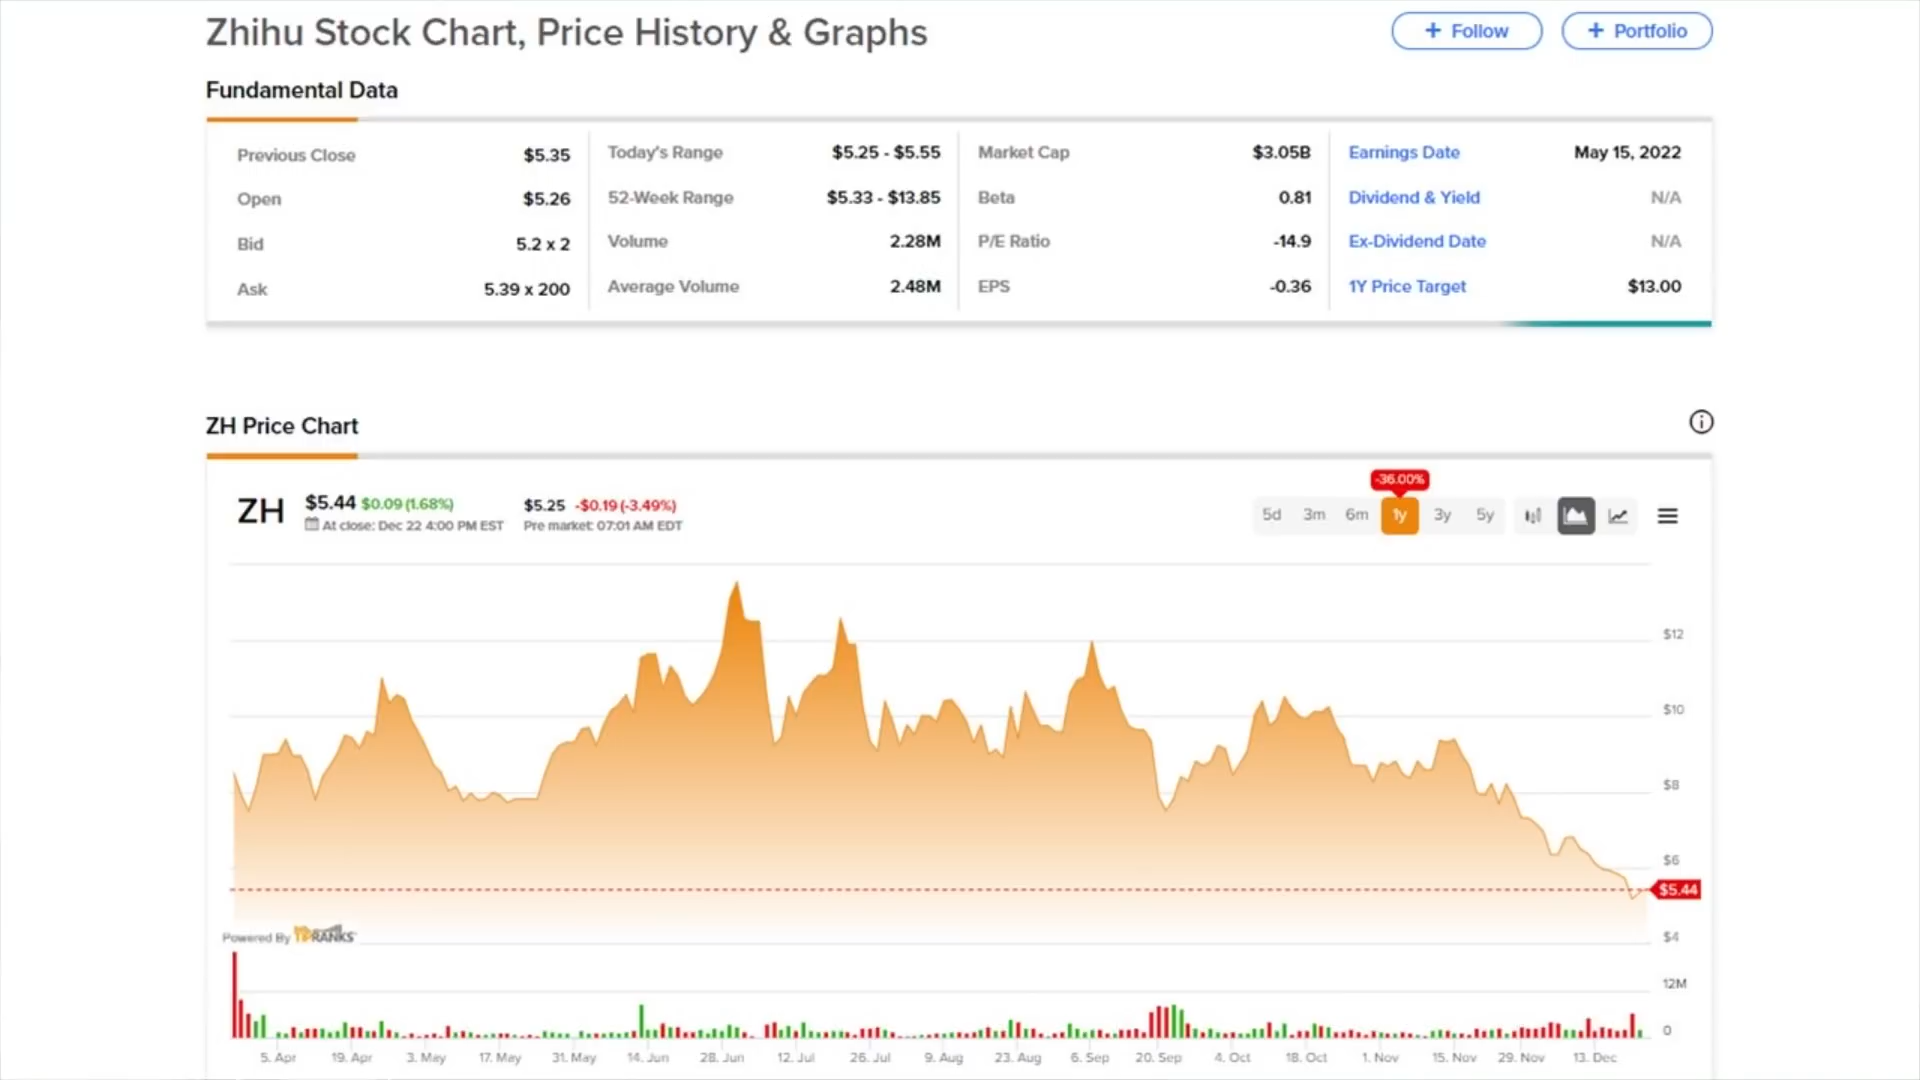 Zhihu Stock Chart, Price History & Graphs
+ Follow
+ Portfolio
Fundamental Data
Previous Close $5.35
Open $5.26
Bid 5.2 x 2
Ask 5.39 x 200
Today's Range $5.25 - $5.55
52-Week Range $5.33 - $13.85
Volume 2.28M
Average Volume 2.48M
Market Cap $3.05B
Beta 0.81
P/E Ratio -14.9
EPS -0.36
Earnings Date May 15, 2022
Dividend & Yield N/A
Ex-Dividend Date N/A
1Y Price Target $13.00
ZH Price Chart
ZH
$5.44 $0.09 (1.68%)
At close: Dec 22 4:00 PM EST
$5.25 -$0.19 (-3.49%)
Pre market: 07:01 AM EDT
-36.00%
5d 3m 6m 1y 3y 5y
$12
$10
$8
$6
$5.44
$4
Powered By TIPRANKS
12M
0
5. Apr 19. Apr 3. May 17. May 31. May 14. Jun 28. Jun 12. Jul 26. Jul 9. Aug 23. Aug 6. Sep 20. Sep 4. Oct 18. Oct 1. Nov 15. Nov 29. Nov 13. Dec